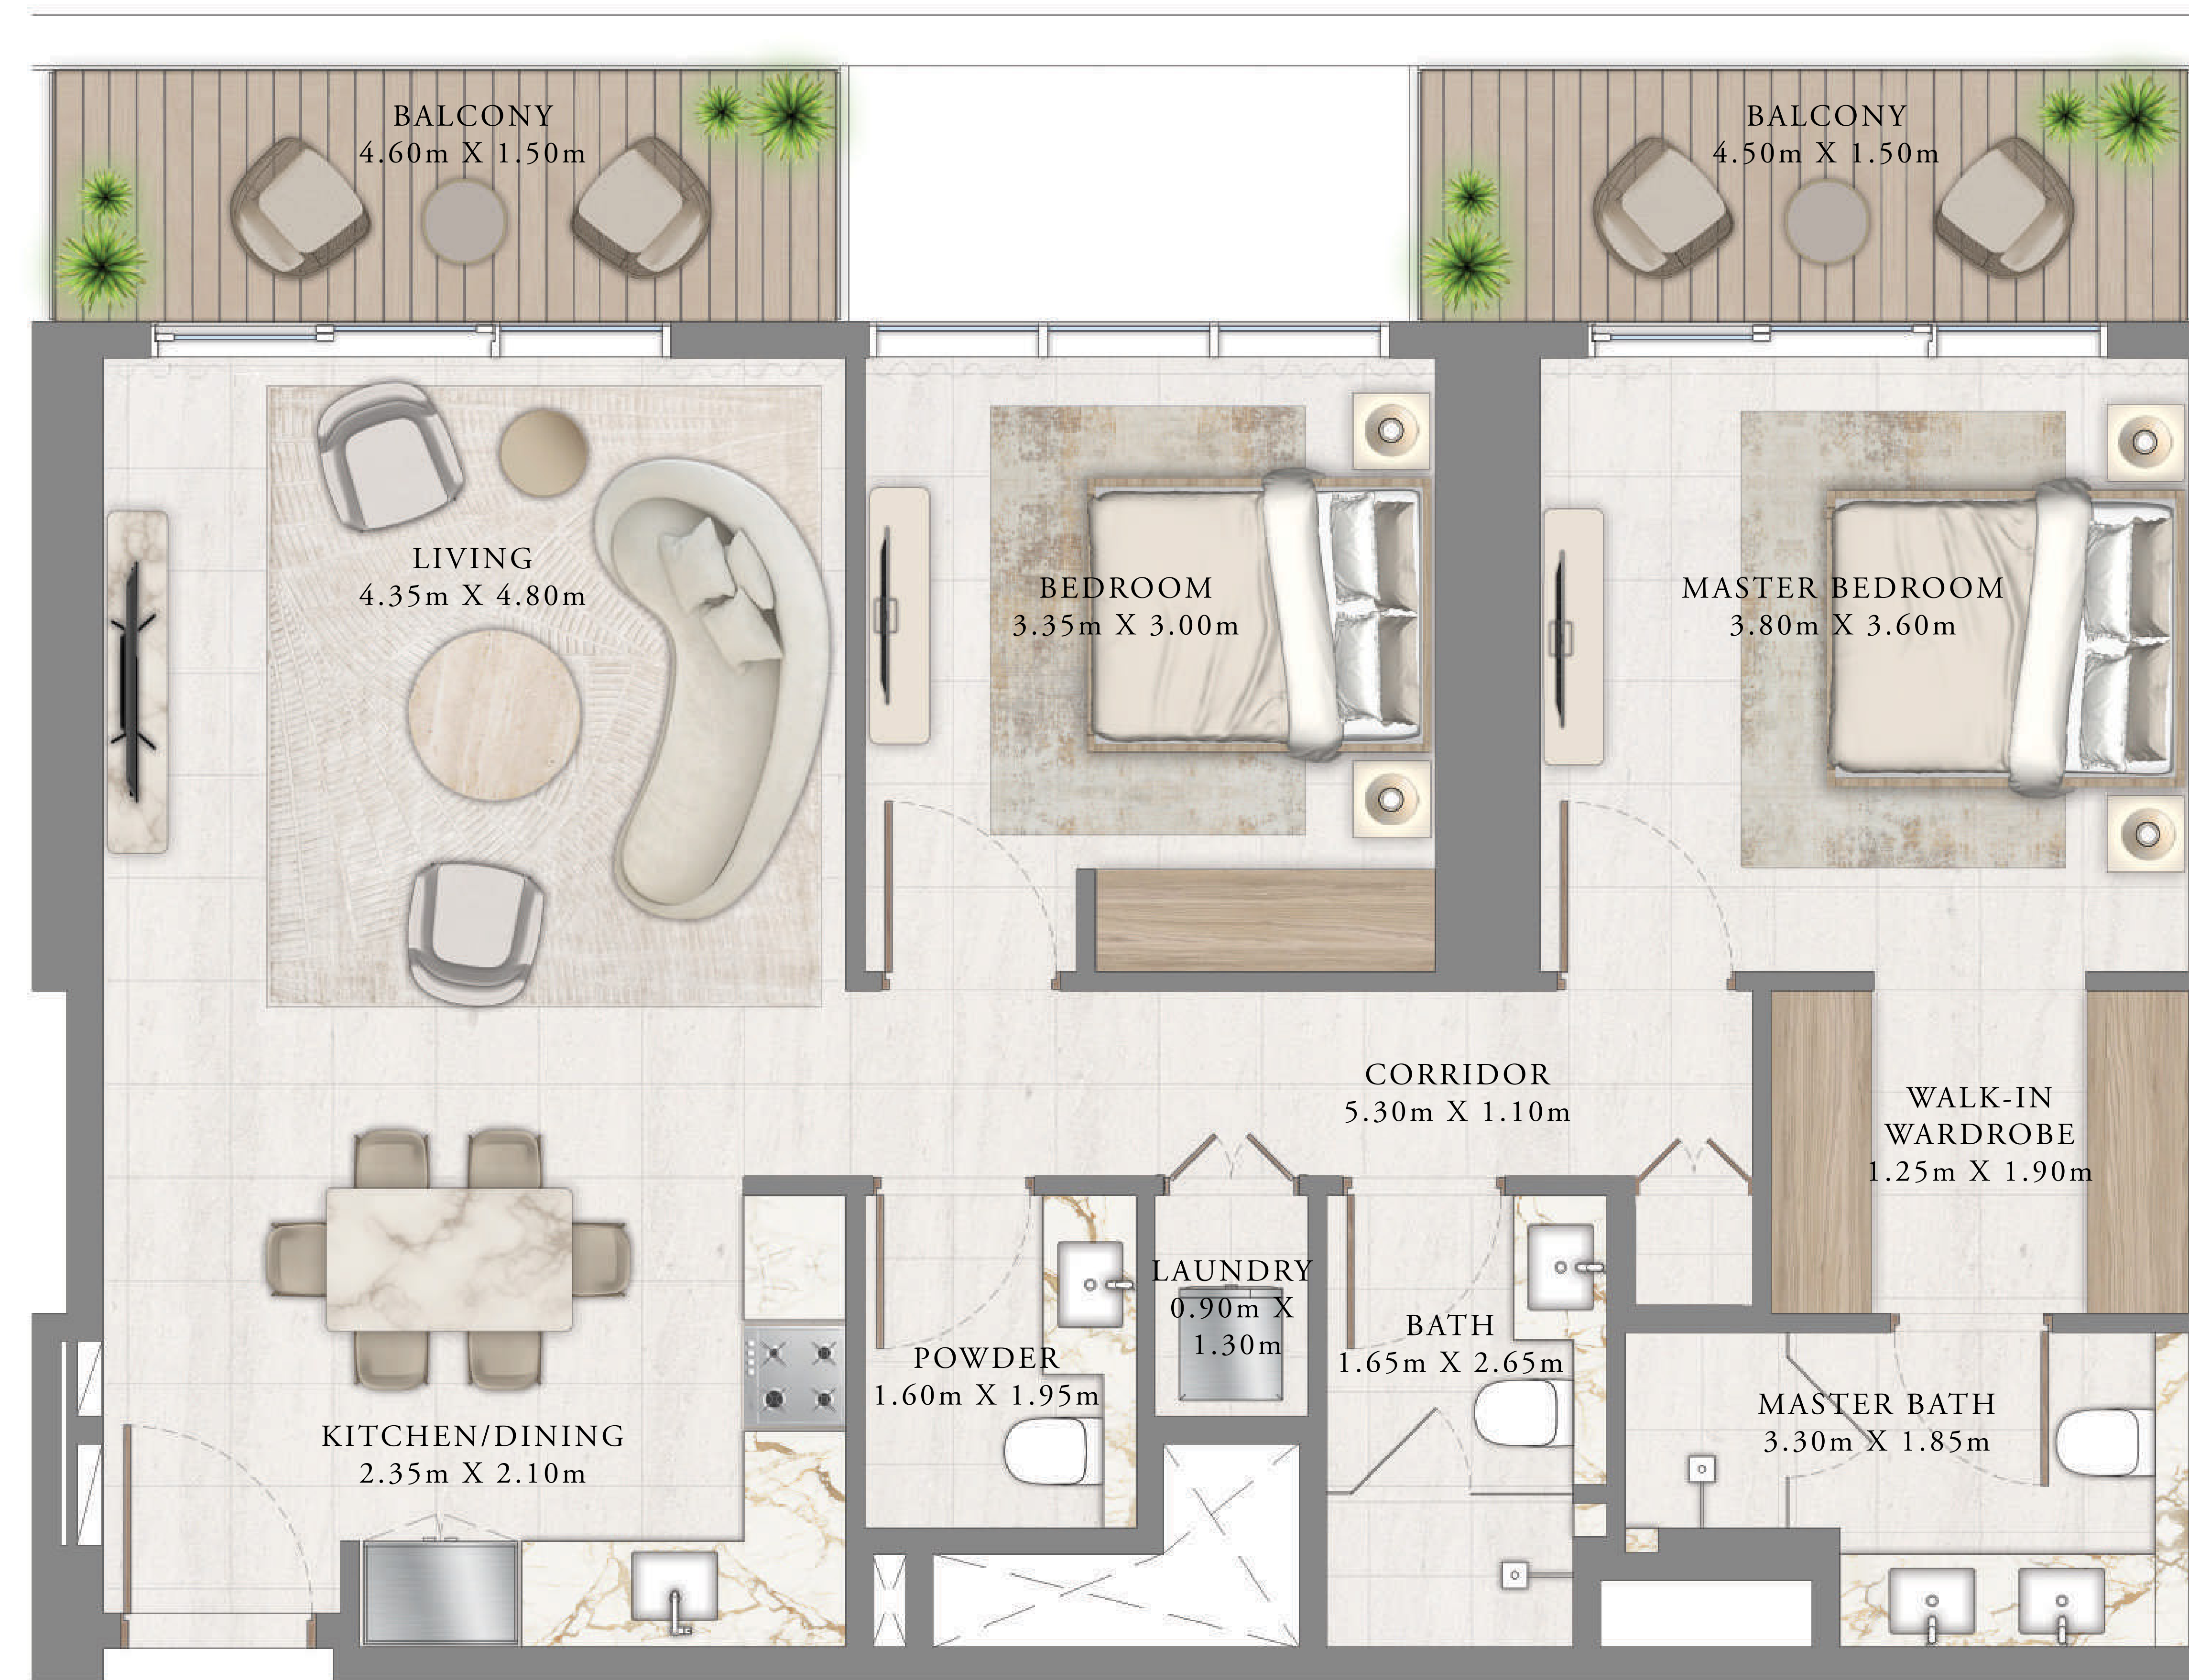 BALCONY
4.60m X 1.50m
BALCONY
4.50m X 1.50m
LIVING
4.35m X 4.80m
BEDROOM
3.35m X 3.00m
MASTER BEDROOM
3.80m X 3.60m
CORRIDOR
5.30m X 1.10m
WALK-IN
WARDROBE
1.25m X 1.90m
LAUNDRY
0.90m X
1.30m
BATH
1.65m X 2.65m
POWDER
1.60m X 1.95m
MASTER BATH
3.30m X 1.85m
KITCHEN/DINING
2.35m X 2.10m